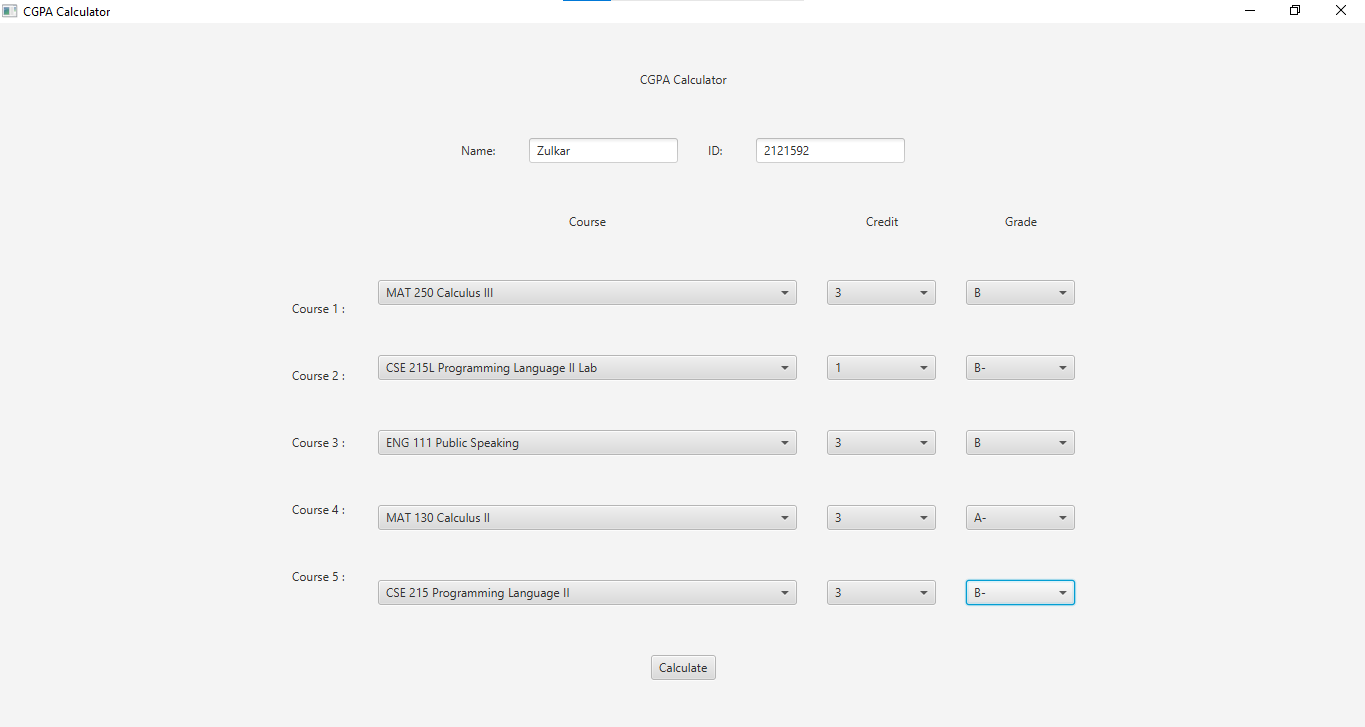 CGPA Calculator
CGPA Calculator
Name: Zulkar ID: 2121592
Course Credit Grade
Course 1 : MAT 250 Calculus III 3 B
Course 2 : CSE 215L Programming Language II Lab 1 B-
Course 3 : ENG 111 Public Speaking 3 B
Course 4 : MAT 130 Calculus II 3 A-
Course 5 : CSE 215 Programming Language II 3 B-
Calculate